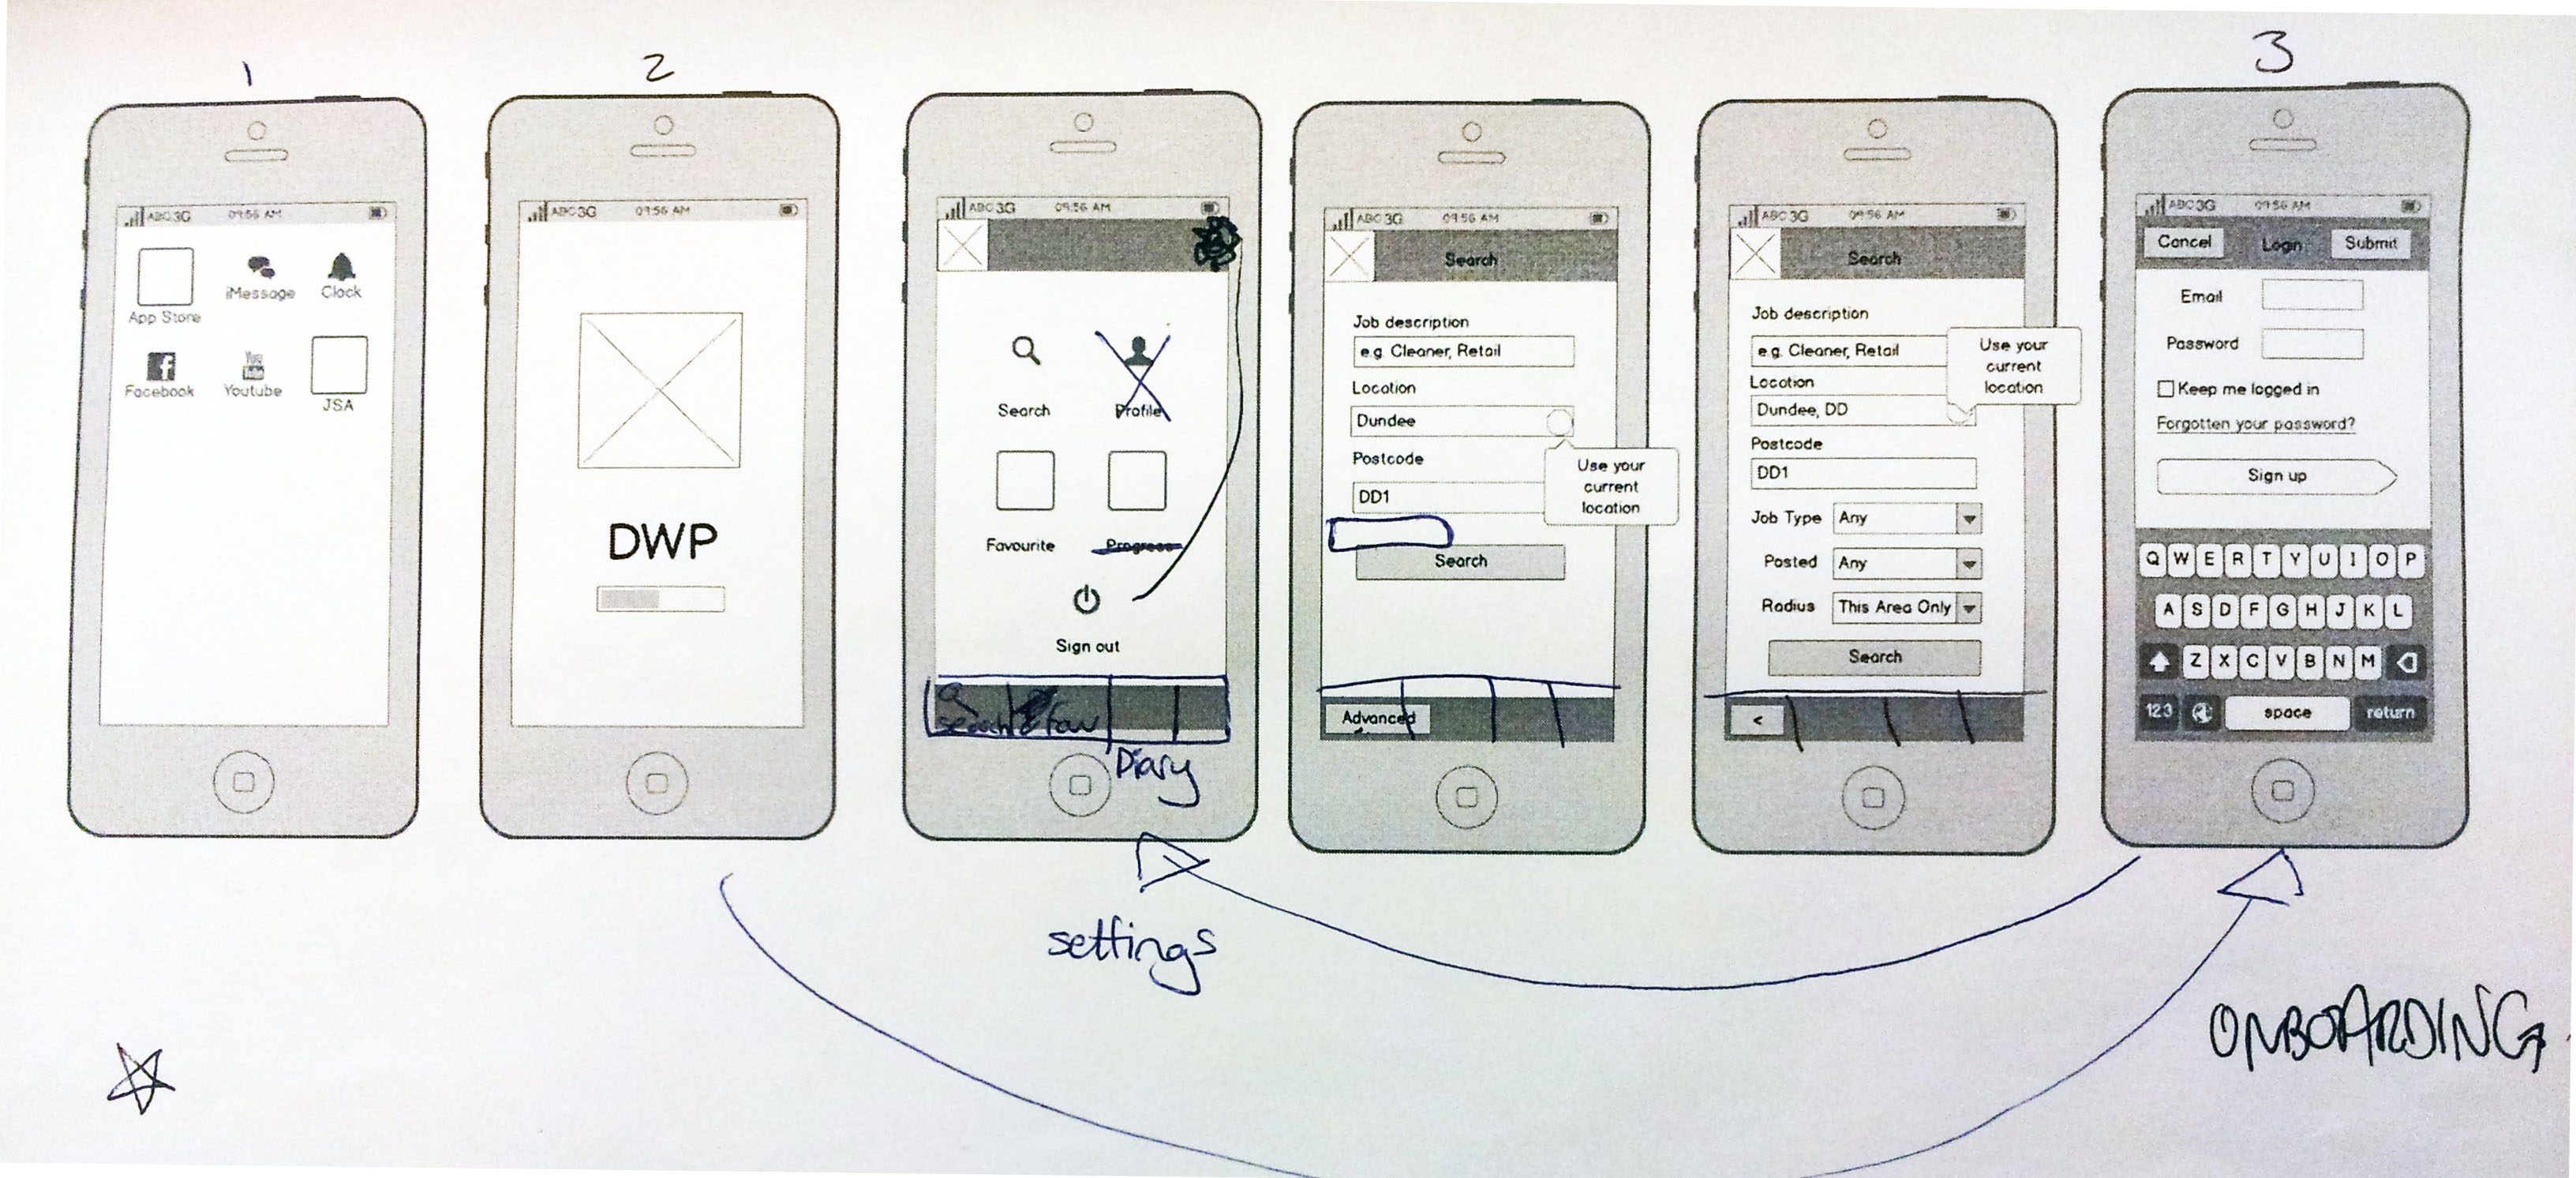 1
ABC 3G 09:56 AM
App Store
iMessage
Clock
Facebook
You
Tube
Youtube
JSA
2
ABC 3G 09:56 AM
DWP
ABC 3G 09:56 AM
Search
Profile
Favourite
Progress
Sign out
search
fav
Diary
settings
ABC 3G 09:56 AM
Search
Job description
e.g. Cleaner, Retail
Location
Dundee
Use your
current
location
Postcode
DD1
Search
Advanced
ABC 3G 09:56 AM
Search
Job description
e.g. Cleaner, Retail
Use your
current
location
Location
Dundee, DD
Postcode
DD1
Job Type Any
Posted Any
Radius This Area Only
Search
<
3
ABC 3G 09:56 AM
Cancel Login Submit
Email
Password
Keep me logged in
Forgotten your password?
Sign up
Q W E R T Y U I O P
A S D F G H J K L
Z X C V B N M
123 space return
ONBOARDING